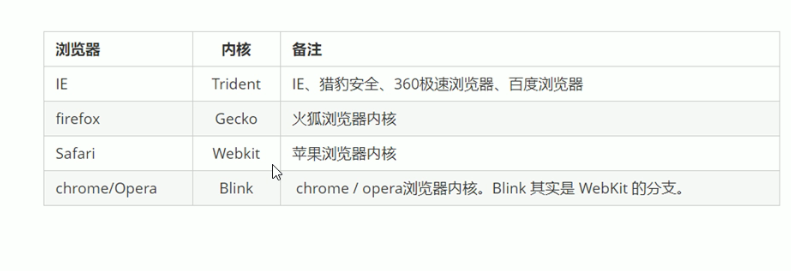 浏览器 内核 备注
IE Trident IE、猎豹安全、360极速浏览器、百度浏览器
firefox Gecko 火狐浏览器内核
Safari Webkit 苹果浏览器内核
chrome/Opera Blink chrome / opera浏览器内核。Blink 其实是 WebKit 的分支。